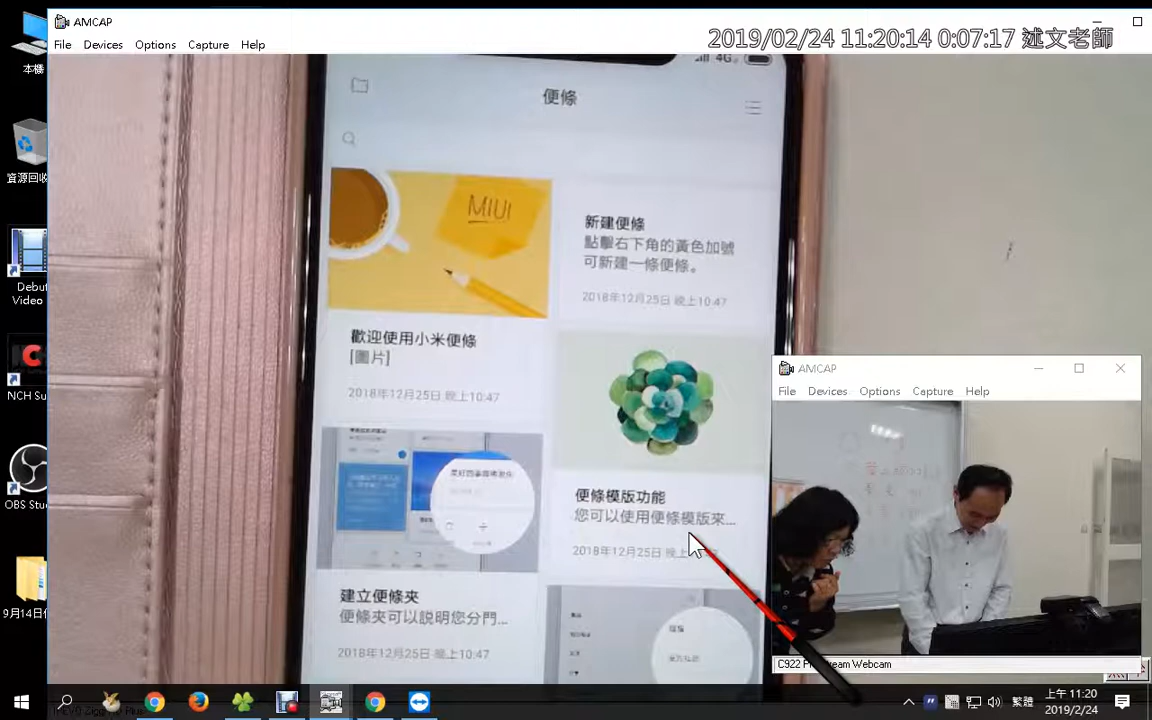 AMCAP
2019/02/24 11:20:14 0:07:17 述文老師
File Devices Options Capture Help
本機
資源回收
Debut
Video
NCH Su
OBS Stu
4G
便條
MIUI
新建便條
點擊右下角的黃色加號
可新建一條便條。
2018年12月25日 晚上10:47
歡迎使用小米便條
[圖片]
2018年12月25日 晚上10:47
便條模版功能
您可以使用便條模版來...
2018年12月25日 晚上
建立便條夾
便條夾可以説明您分門...
2018年12月25日 晚上10:47
AMCAP
File Devices Options Capture Help
C922 Pro Stream Webcam
繁體
上午 11:20
2019/2/24